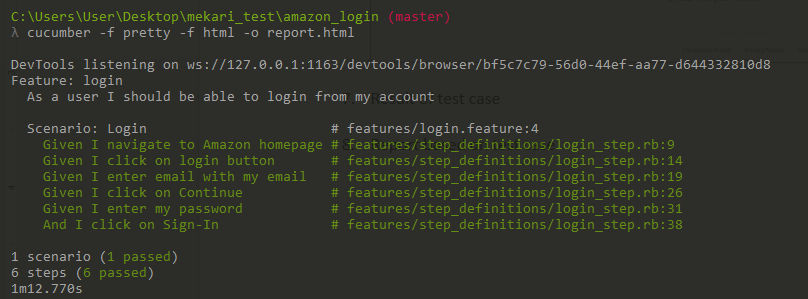 C:\Users\User\Desktop\mekari_test\amazon_login (master)
λ cucumber -f pretty -f html -o report.html
DevTools listening on ws://127.0.0.1:1163/devtools/browser/bf5c7c79-56d0-44ef-aa77-d644332810d8
Feature: login
As a user I should be able to login from my account
Scenario: Login # features/login.feature:4
Given I navigate to Amazon homepage # features/step_definitions/login_step.rb:9
Given I click on login button # features/step_definitions/login_step.rb:14
Given I enter email with my email # features/step_definitions/login_step.rb:19
Given I click on Continue # features/step_definitions/login_step.rb:26
Given I enter my password # features/step_definitions/login_step.rb:31
And I click on Sign-In # features/step_definitions/login_step.rb:38
1 scenario (1 passed)
6 steps (6 passed)
1m12.770s
test case